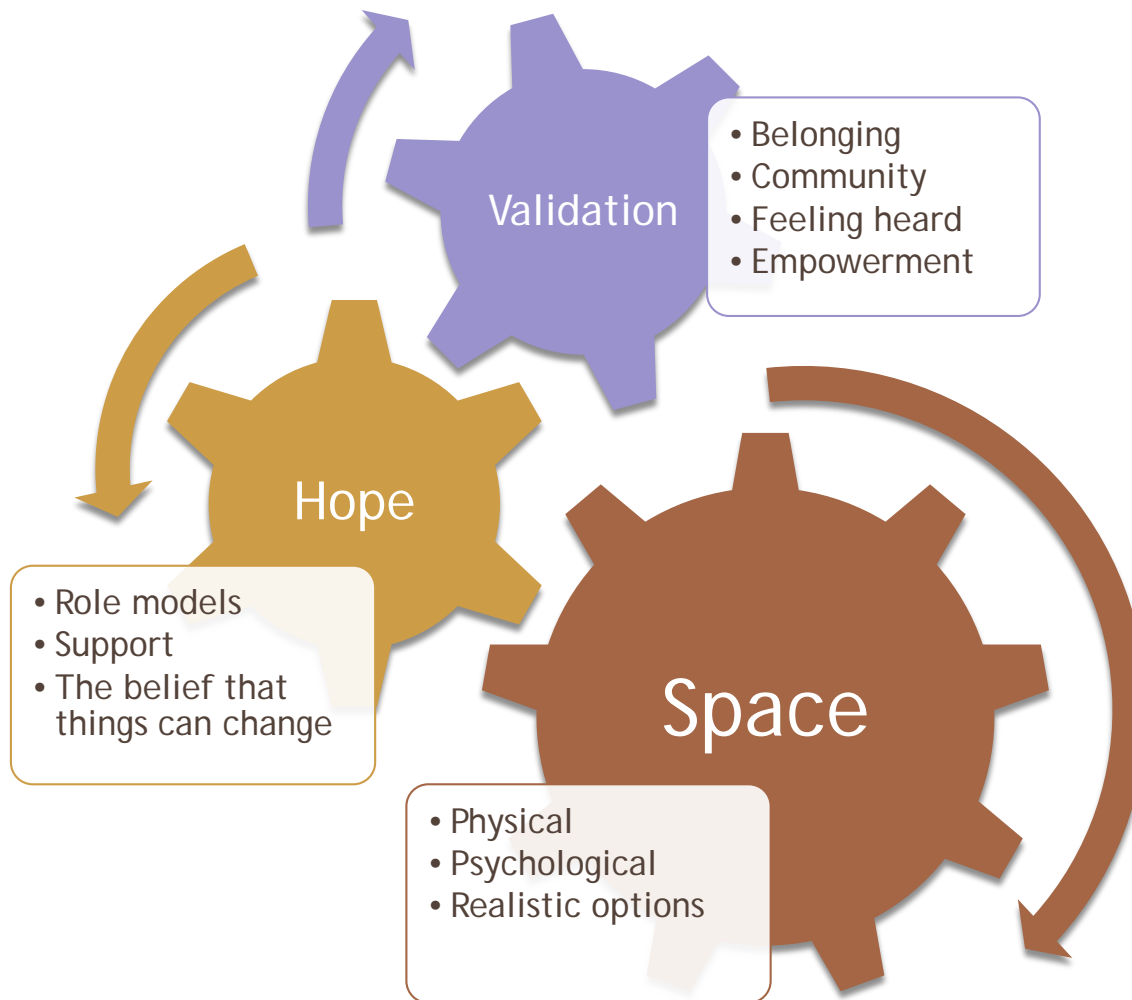 Validation
• Belonging
• Community
• Feeling heard
• Empowerment
Hope
• Role models
• Support
• The belief that
things can change
Space
• Physical
• Psychological
• Realistic options